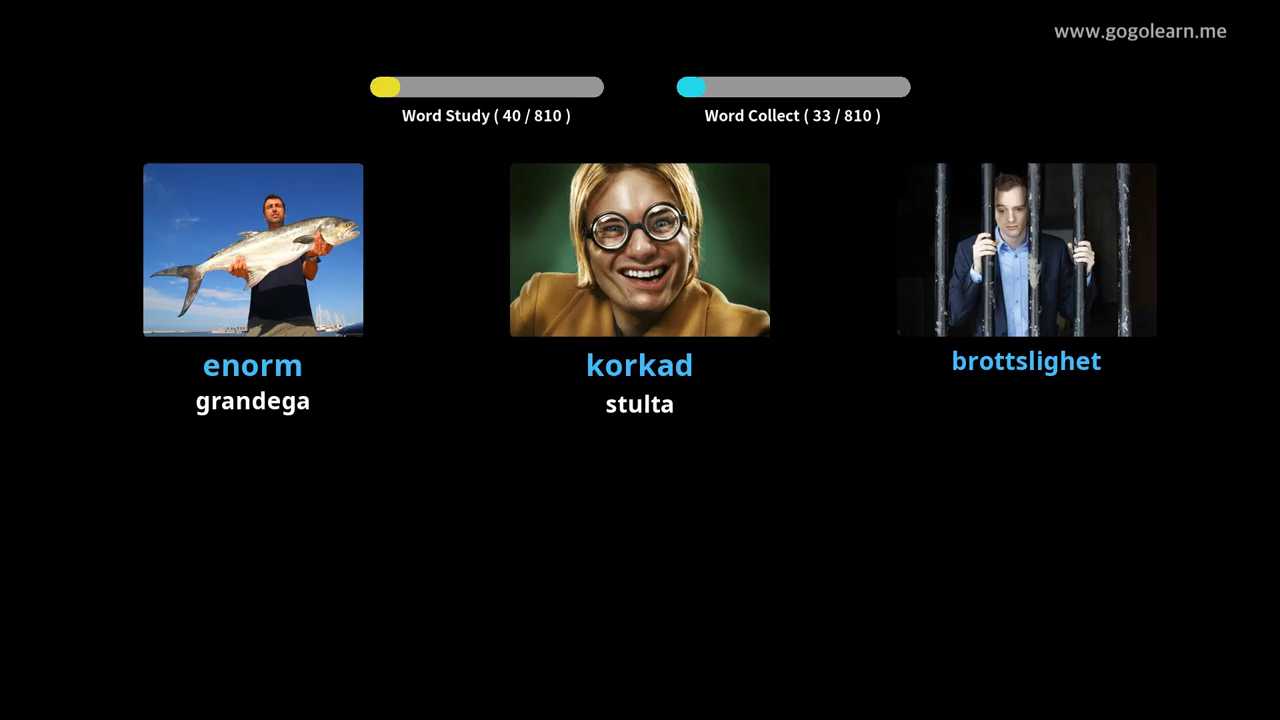 www.gogolearn.me
Word Study ( 40 / 810 )
Word Collect ( 33 / 810 )
enorm
grandega
korkad
stulta
brottslighet